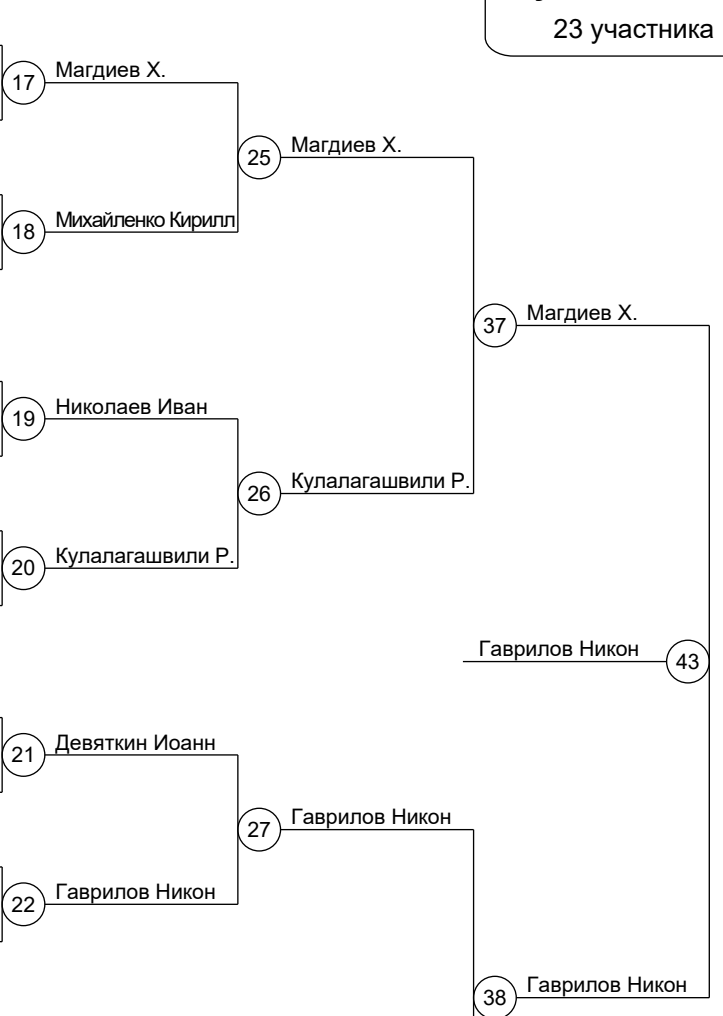 23 участника
17 Магдиев Х.
25 Магдиев Х.
18 Михайленко Кирилл
37 Магдиев Х.
19 Николаев Иван
26 Кулалагашвили Р.
20 Кулалагашвили Р.
Гаврилов Никон 43
21 Девяткин Иоанн
27 Гаврилов Никон
22 Гаврилов Никон
38 Гаврилов Никон